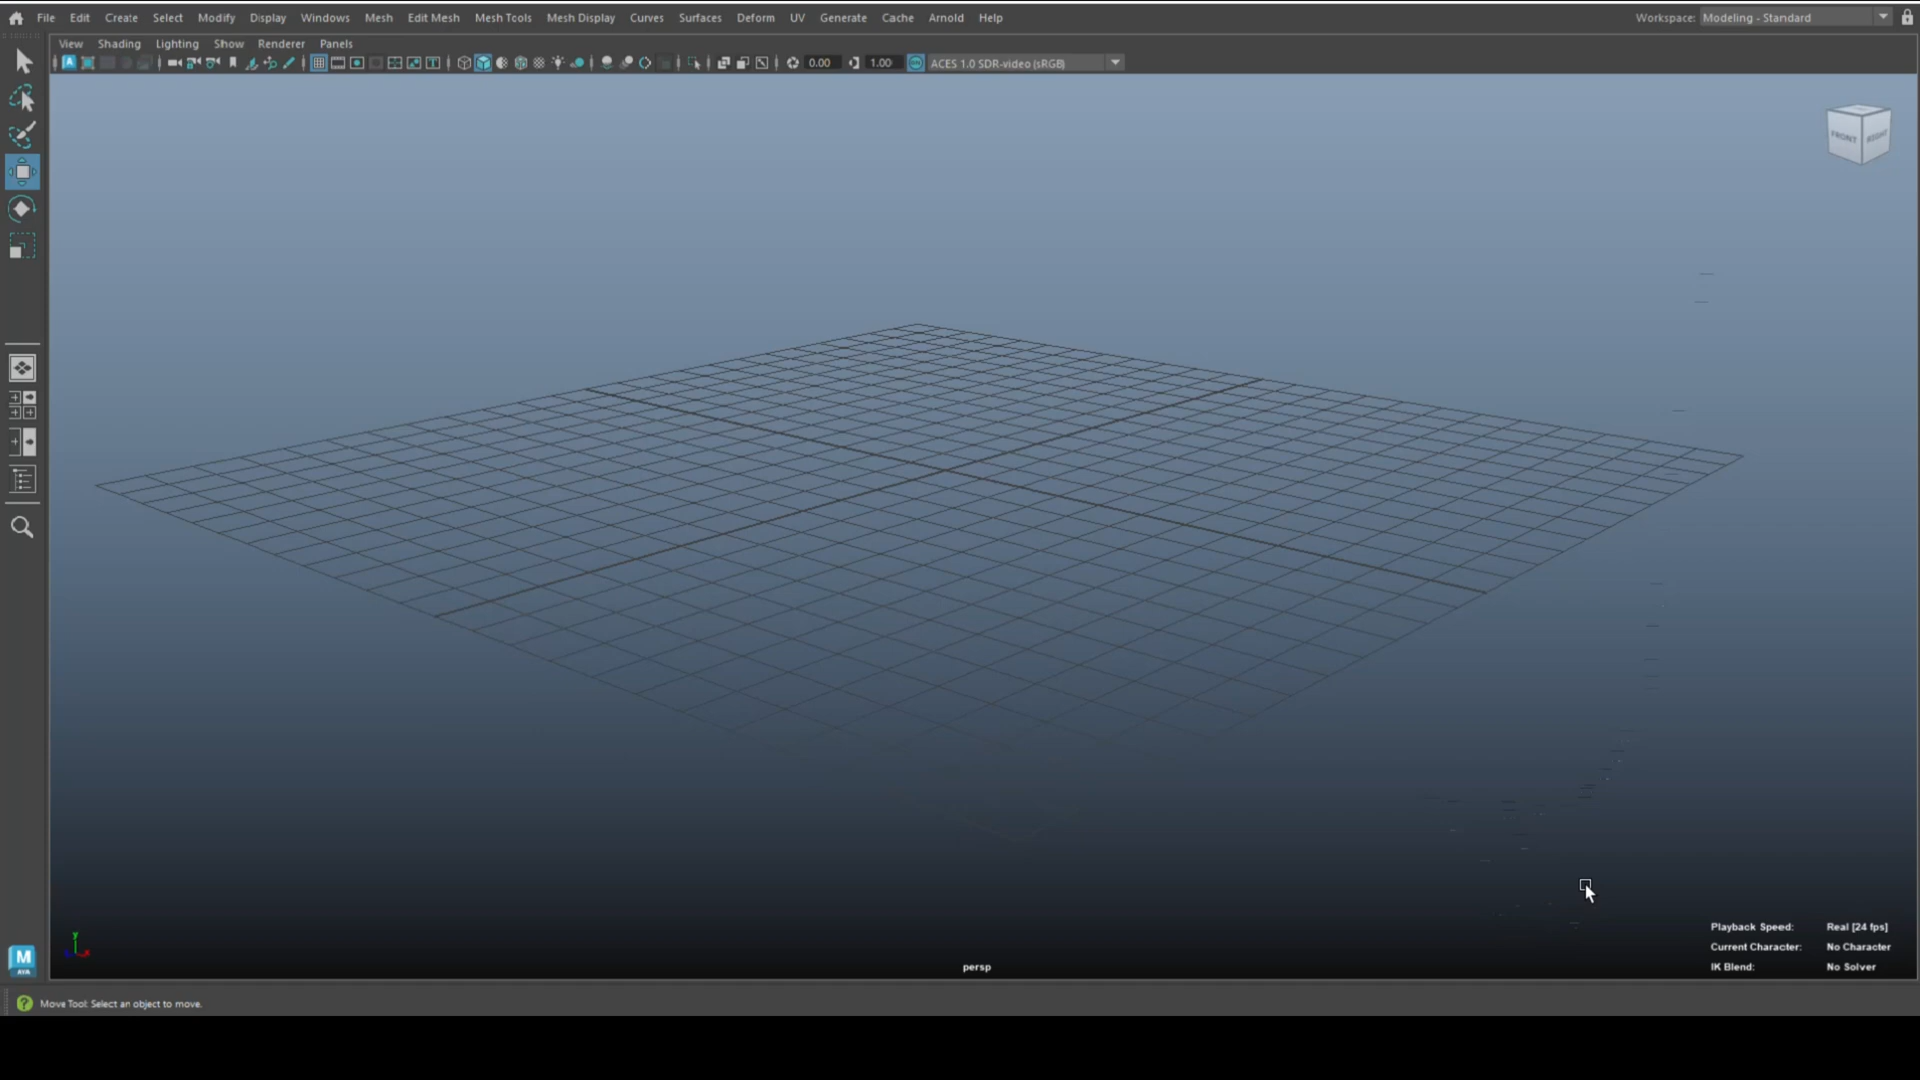 File Edit Create Select Modify Display Windows Mesh Edit Mesh Mesh Tools Mesh Display Curves Surfaces Deform UV Generate Cache Arnold Help Workspace: Modeling - Standard
View Shading Lighting Show Renderer Panels
0.00 1.00 ACES 1.0 SDR-video (sRGB)
FRONT RIGHT
Playback Speed: Real [24 fps]
Current Character: No Character
IK Blend: No Solver
y
persp
M
AYA
Move Tool: Select an object to move.